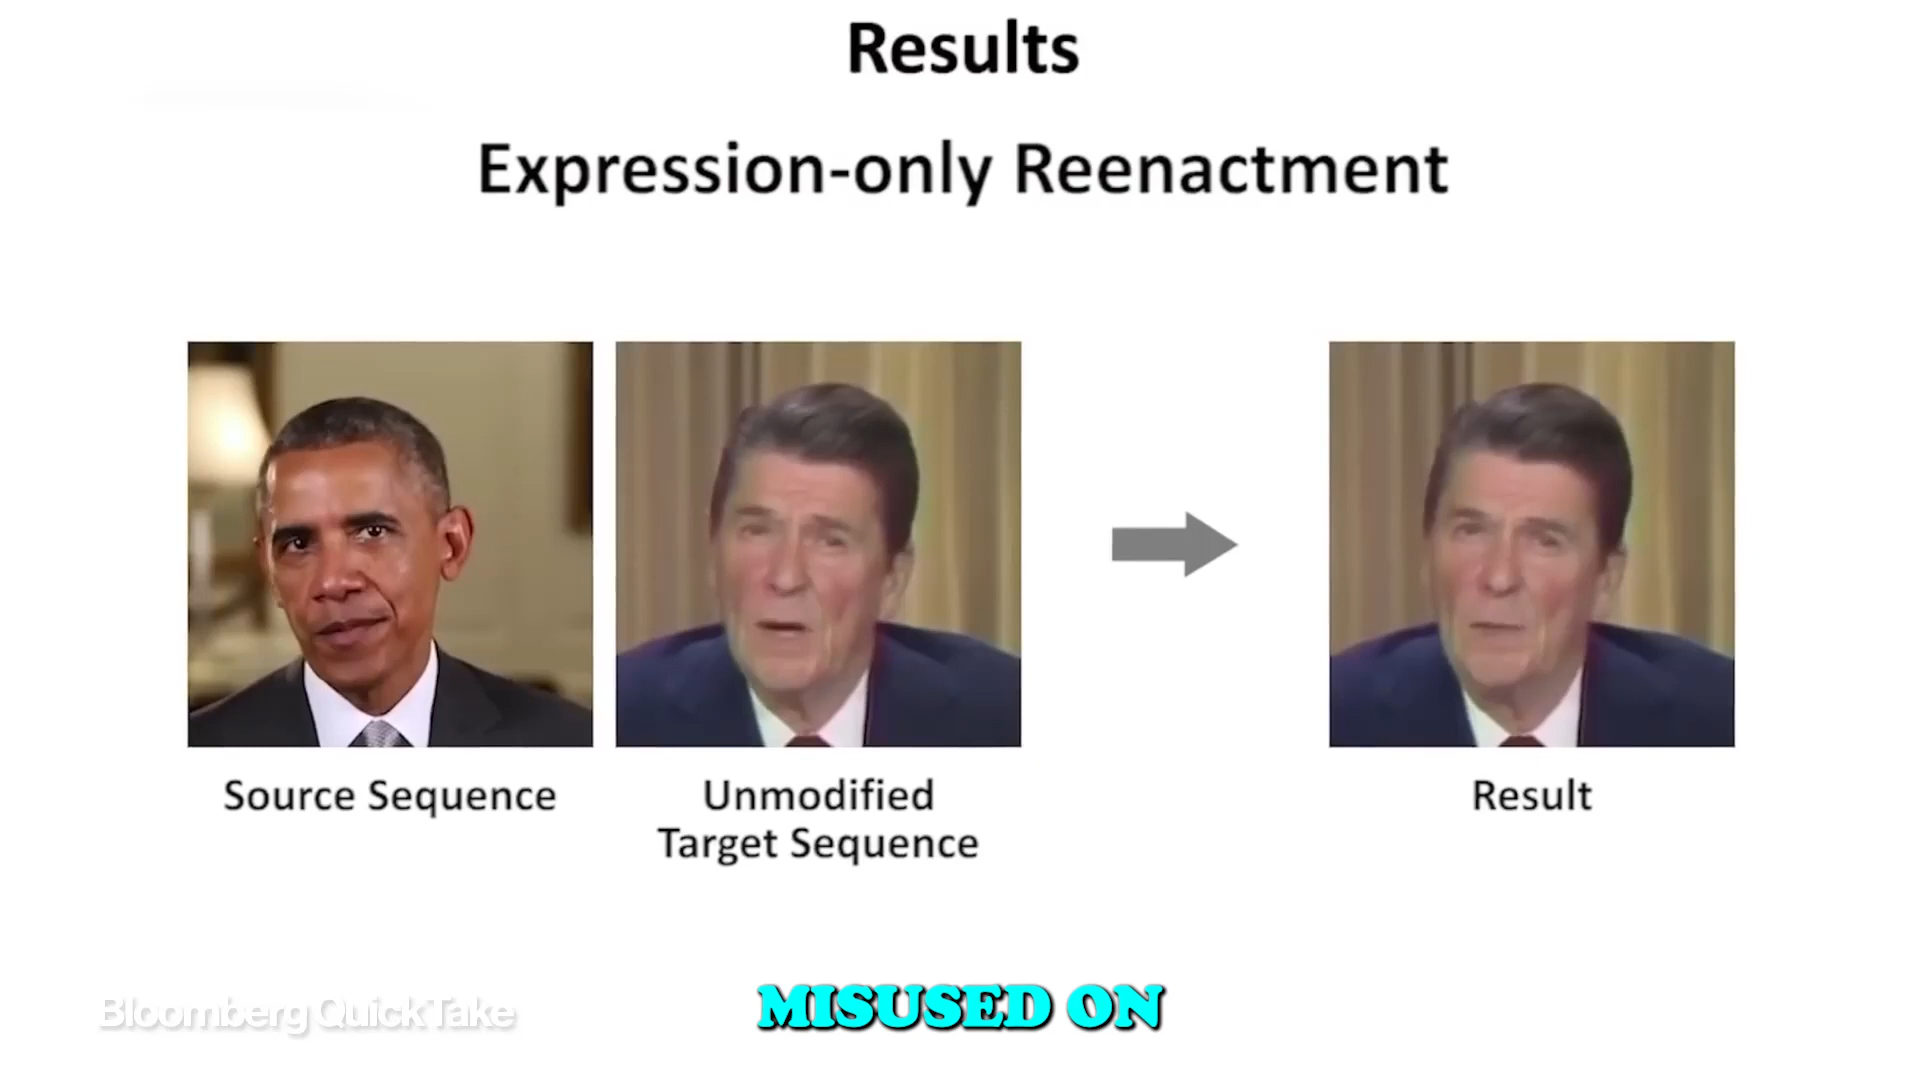 Results
Expression-only Reenactment
Source Sequence
Unmodified
Target Sequence
Result
Bloomberg QuickTake
MISUSED ON